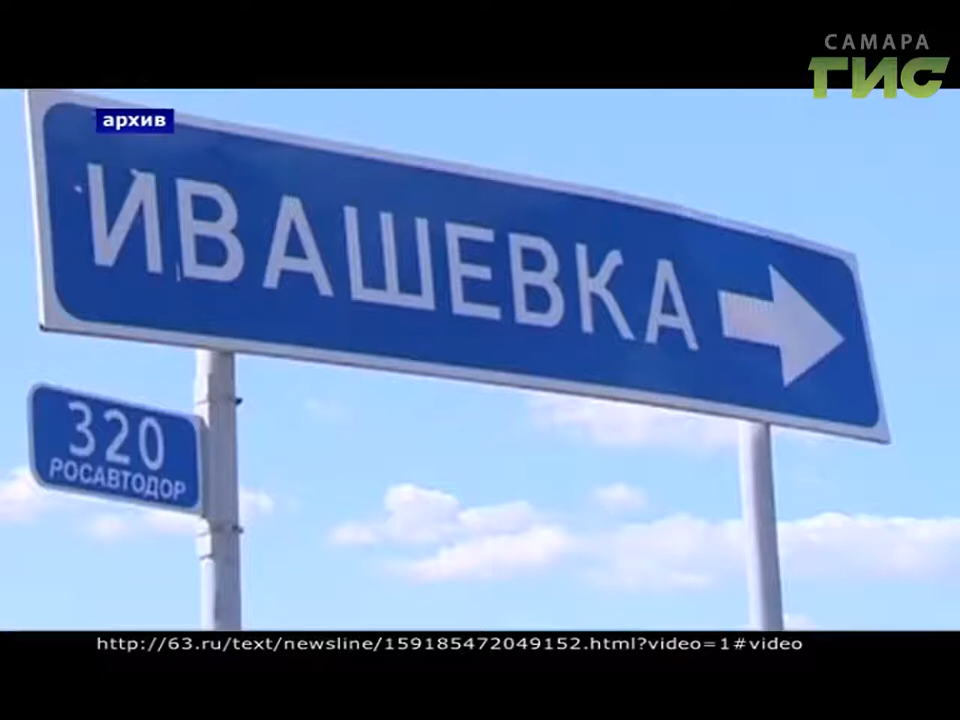 САМАРА
ГИС
архив
ИВАШЕВКА
320
РОСАВТОДОР
http://63.ru/text/newsline/159185472049152.html?video=1#video